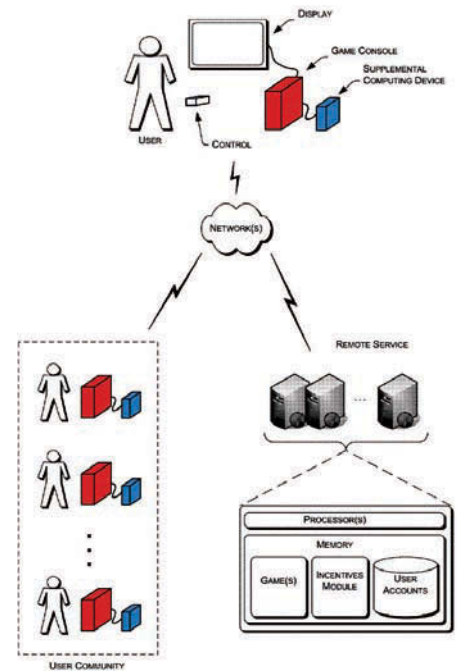 DISPLAY
GAME CONSOLE
SUPPLEMENTAL
COMPUTING DEVICE
USER
CONTROL
NETWORK(S)
REMOTE SERVICE
...
PROCESSOR(S)
MEMORY
GAME(S)
INCENTIVES
MODULE
USER
ACCOUNTS
USER COMMUNITY